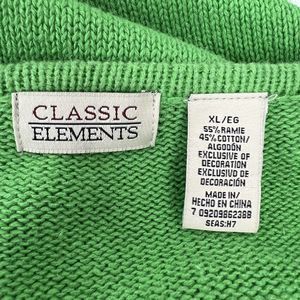 CLASSIC
ELEMENTS
XL/EG
55% RAMIE
45% COTTON/
ALGODÓN
EXCLUSIVE OF
DECORATION
EXCLUSIVO DE
DECORACIÓN
MADE IN/
HECHO EN CHINA
7 092098623BB
SEAS:H7